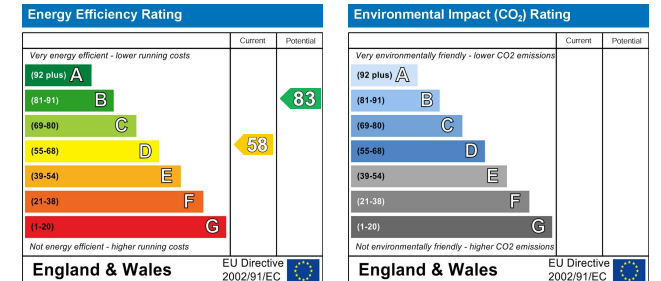 Energy Efficiency Rating
Current Potential
Very energy efficient - lower running costs
(92 plus) A
(81-91) B
83
(69-80) C
(55-68) D
58
(39-54) E
(21-38) F
(1-20) G
Not energy efficient - higher running costs
England & Wales
EU Directive
2002/91/EC
Environmental Impact (CO₂) Rating
Current Potential
Very environmentally friendly - lower CO2 emissions
(92 plus) A
(81-91) B
(69-80) C
(55-68) D
(39-54) E
(21-38) F
(1-20) G
Not environmentally friendly - higher CO2 emissions
England & Wales
EU Directive
2002/91/EC